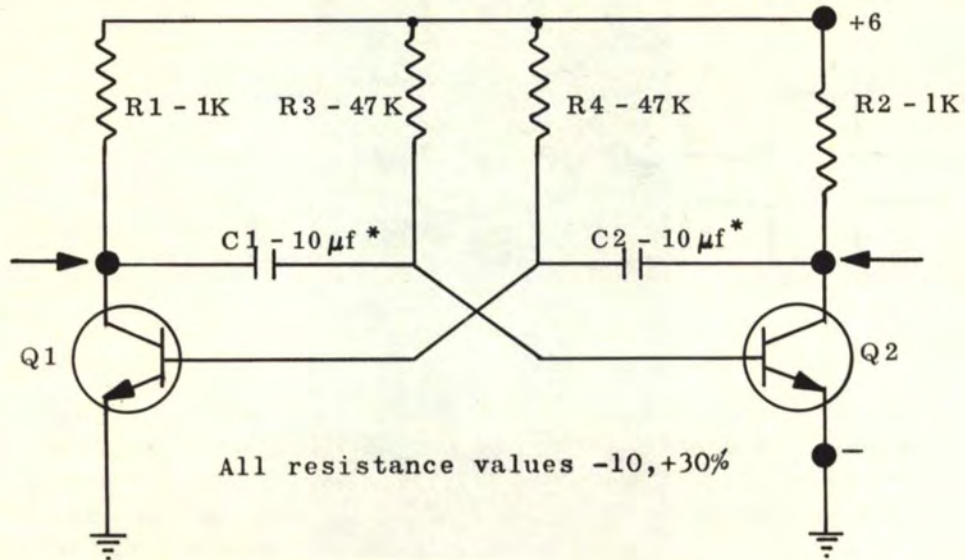 +6
R1 - 1K
R3 - 47K
R4 - 47K
R2 - 1K
C1 - 10 μf *
C2 - 10 μf *
Q1
Q2
−
All resistance values -10, +30%